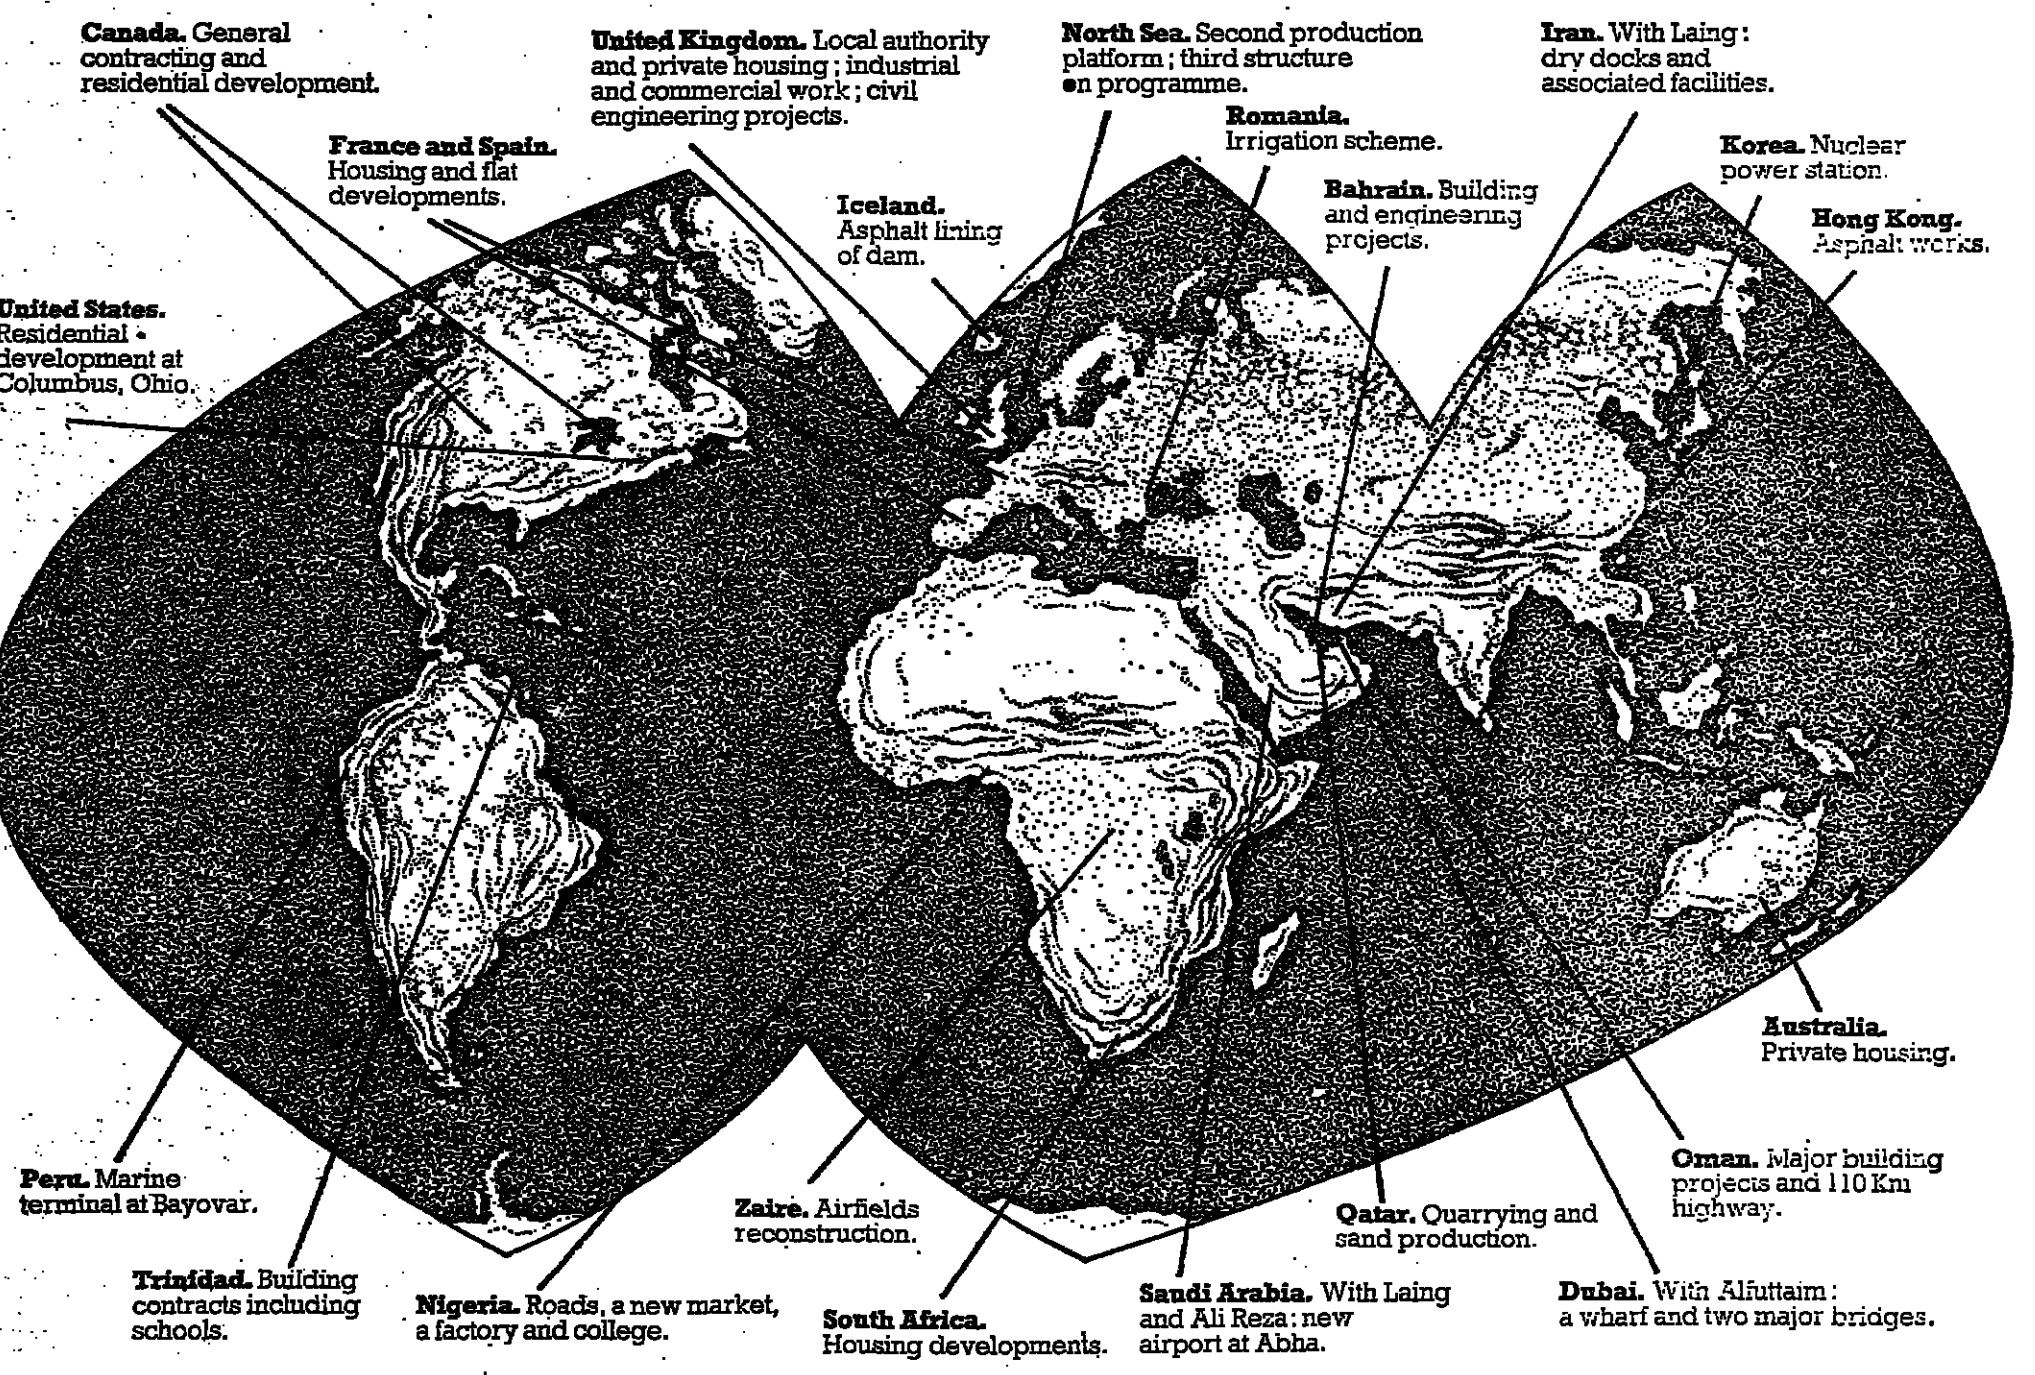 Canada. General
contracting and
residential development.
United Kingdom. Local authority
and private housing; industrial
and commercial work; civil
engineering projects.
North Sea. Second production
platform; third structure
on programme.
Iran. With Laing:
dry docks and
associated facilities.
France and Spain.
Housing and flat
developments.
Romania.
Irrigation scheme.
Korea. Nuclear
power station.
Iceland.
Asphalt lining
of dam.
Bahrain. Building
and engineering
projects.
Hong Kong.
Asphalt works.
United States.
Residential
development at
Columbus, Ohio.
Australia.
Private housing.
Peru. Marine
terminal at Bayovar.
Zaire. Airfields
reconstruction.
Qatar. Quarrying and
sand production.
Oman. Major building
projects and 110 Km
highway.
Trinidad. Building
contracts including
schools.
Nigeria. Roads, a new market,
a factory and college.
South Africa.
Housing developments.
Saudi Arabia. With Laing
and Ali Reza: new
airport at Abha.
Dubai. With Alfuttaim:
a wharf and two major bridges.